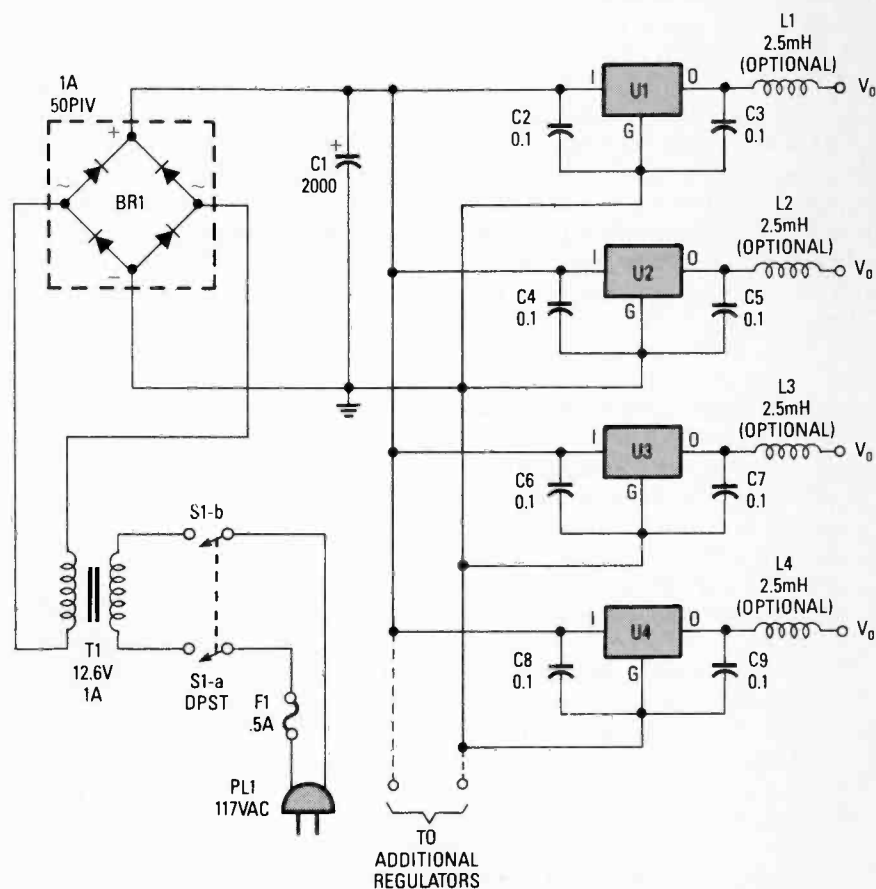 L1
2.5mH
(OPTIONAL)
1A
50PIV
I
U1
O
V₀
G
C2
0.1
C3
0.1
+
~
BR1
~
−
+
C1
2000
L2
2.5mH
(OPTIONAL)
U2
O
V₀
G
C4
0.1
C5
0.1
L3
2.5mH
(OPTIONAL)
I
U3
O
V₀
G
C6
0.1
C7
0.1
S1-b
T1
12.6V
1A
S1-a
DPST
F1
.5A
PL1
117VAC
L4
2.5mH
(OPTIONAL)
I
U4
O
V₀
G
C8
0.1
C9
0.1
TO
ADDITIONAL
REGULATORS